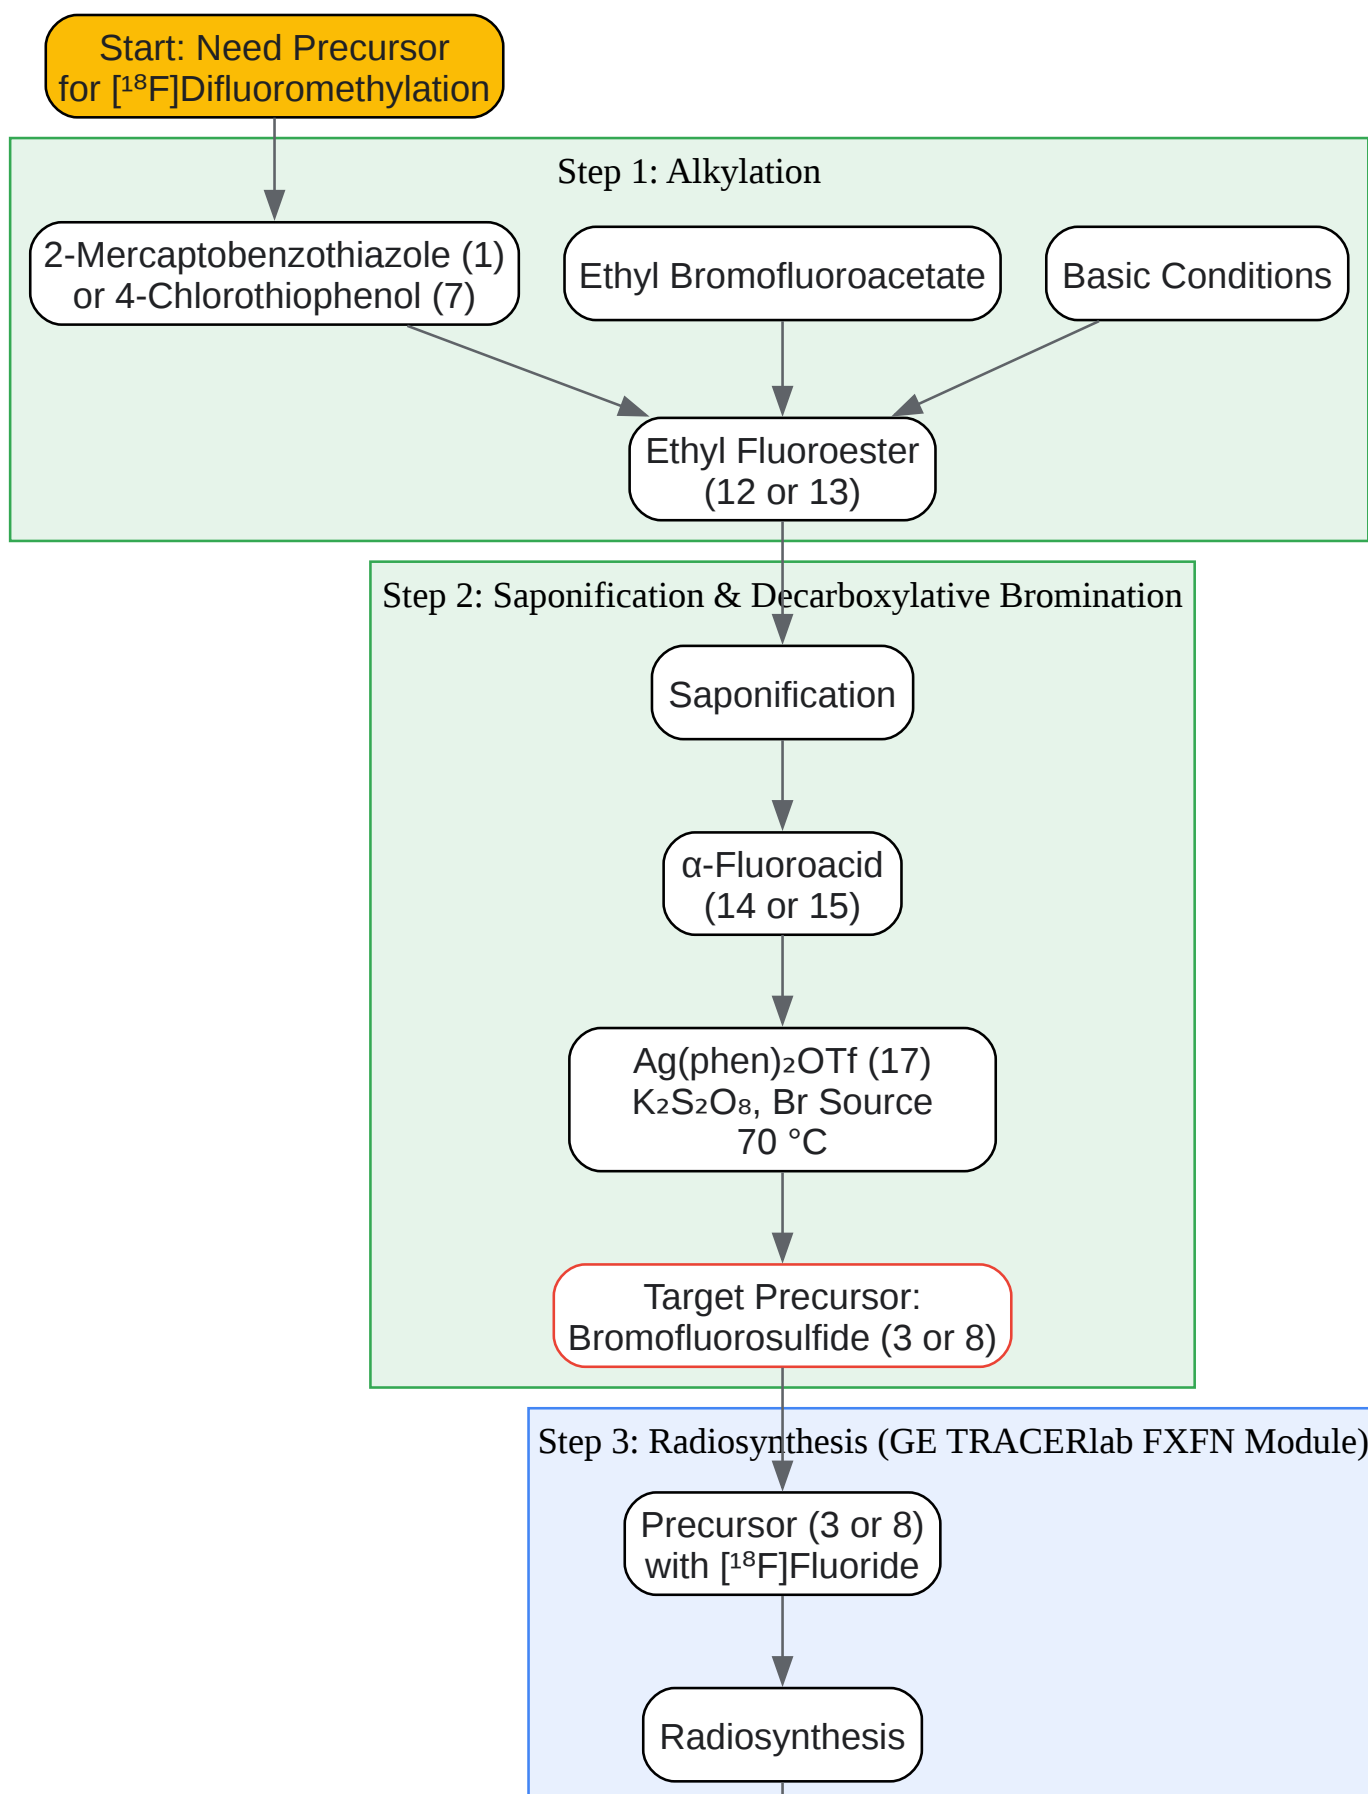 Start: Need Precursor
for [¹⁸F]Difluoromethylation
Step 1: Alkylation
2-Mercaptobenzothiazole (1)
or 4-Chlorothiophenol (7)
Ethyl Bromofluoroacetate
Basic Conditions
Ethyl Fluoroester
(12 or 13)
Step 2: Saponification & Decarboxylative Bromination
Saponification
α-Fluoroacid
(14 or 15)
Ag(phen)₂OTf (17)
K₂S₂O₈, Br Source
70 °C
Target Precursor:
Bromofluorosulfide (3 or 8)
Step 3: Radiosynthesis (GE TRACERlab FXFN Module)
Precursor (3 or 8)
with [¹⁸F]Fluoride
Radiosynthesis